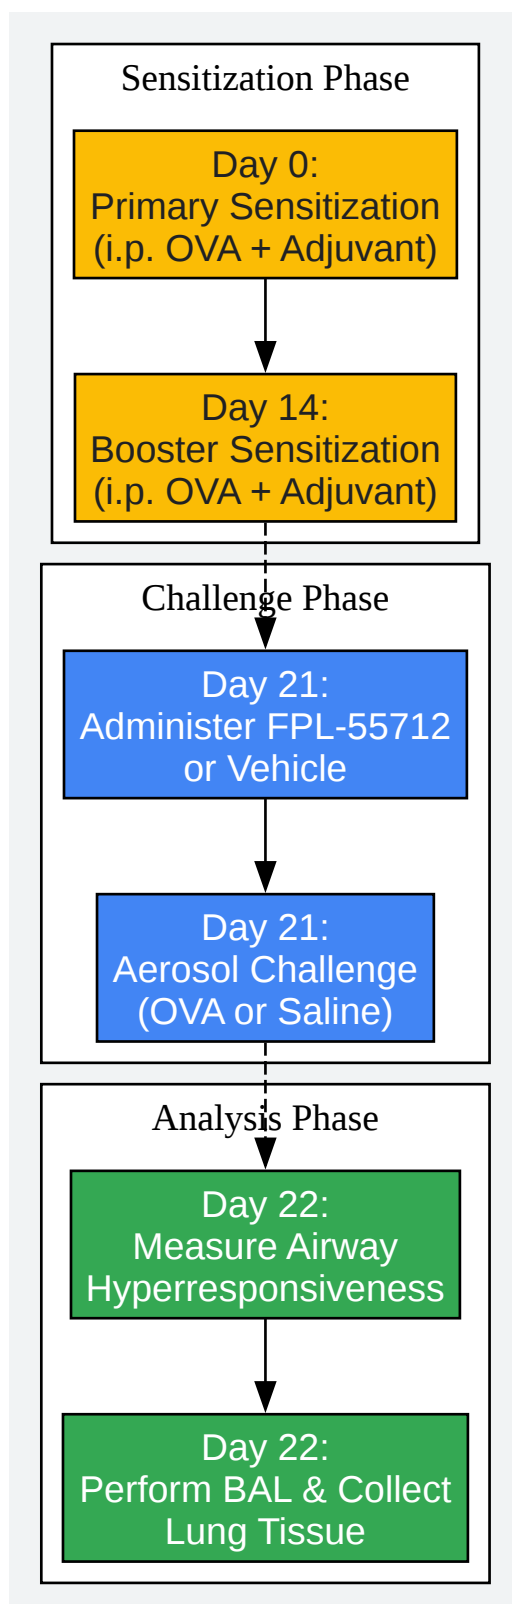 Sensitization Phase
Day 0:
Primary Sensitization
(i.p. OVA + Adjuvant)
Day 14:
Booster Sensitization
(i.p. OVA + Adjuvant)
Challenge Phase
Day 21:
Administer FPL-55712
or Vehicle
Day 21:
Aerosol Challenge
(OVA or Saline)
Analysis Phase
Day 22:
Measure Airway
Hyperresponsiveness
Day 22:
Perform BAL & Collect
Lung Tissue